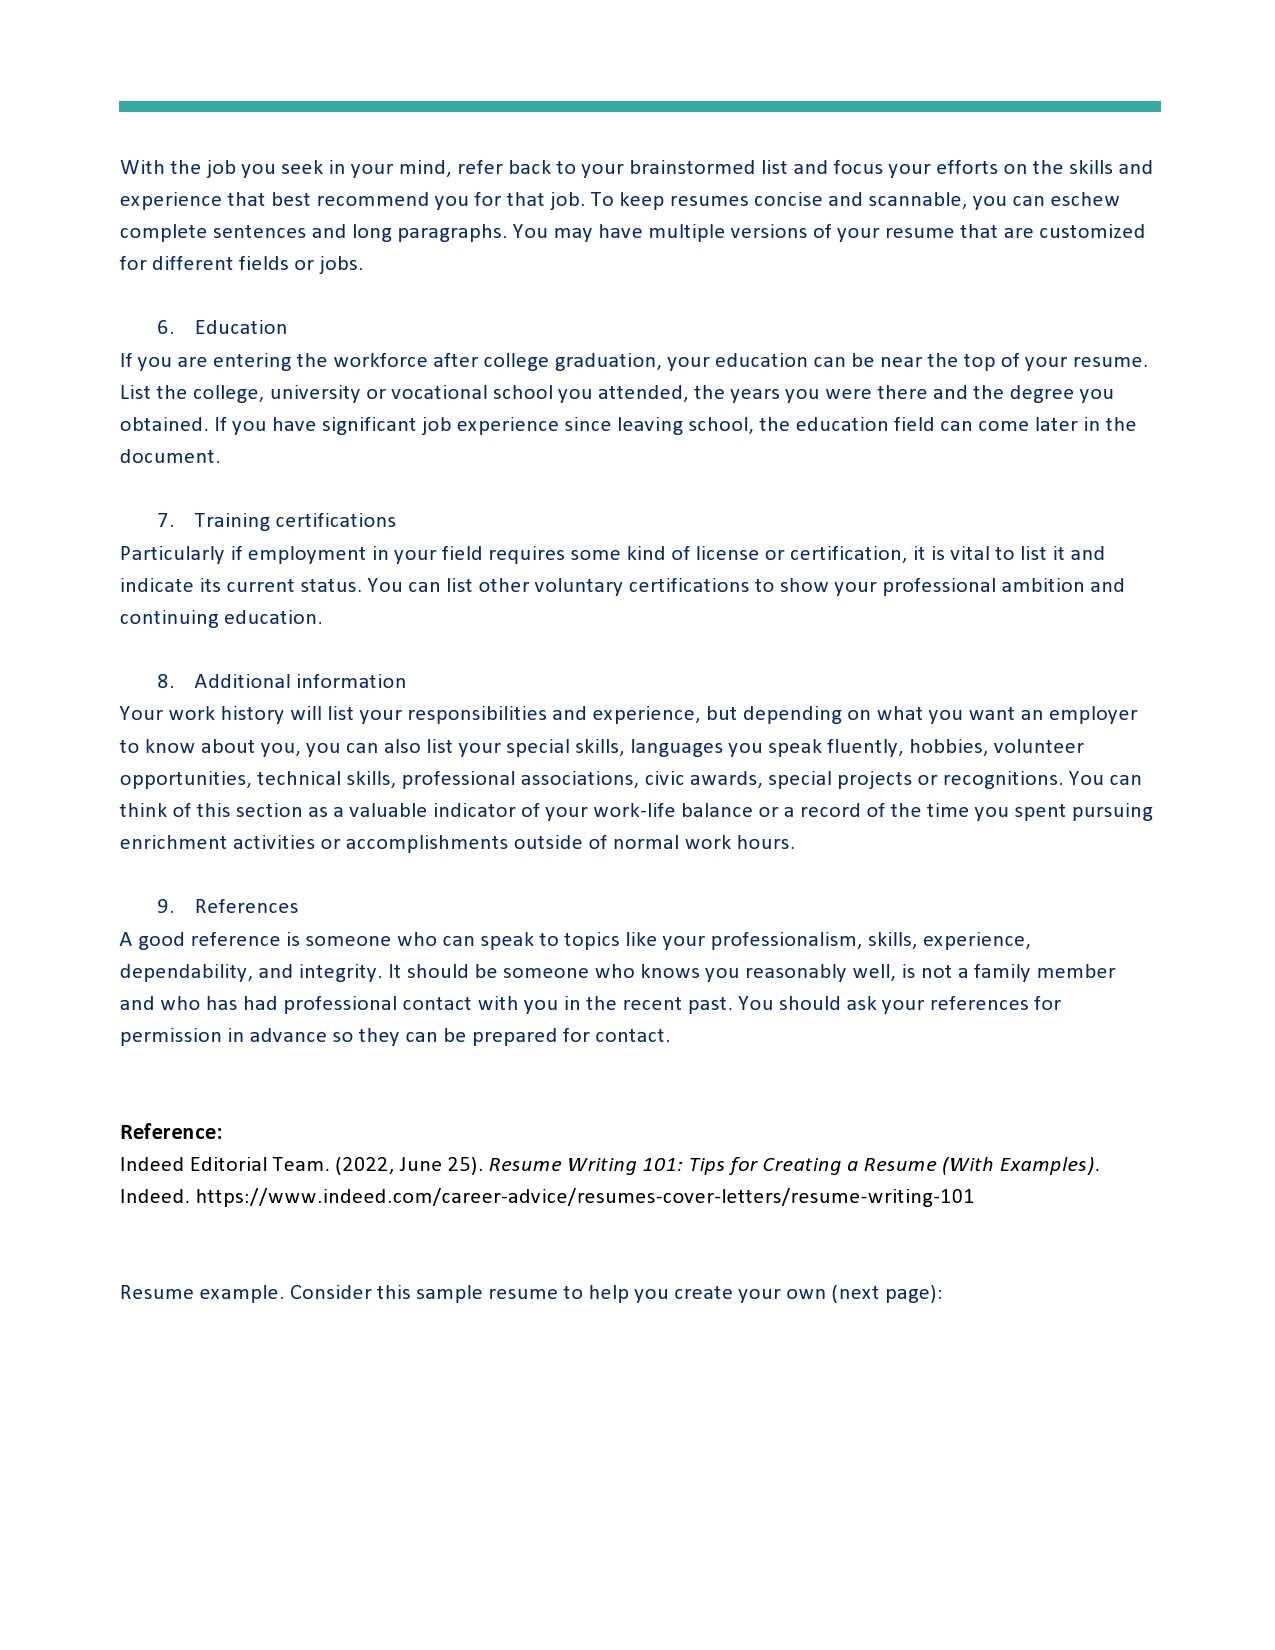 With the job you seek in your mind, refer back to your brainstormed list and focus your efforts on the skills and
experience that best recommend you for that job. To keep resumes concise and scannable, you can eschew
complete sentences and long paragraphs. You may have multiple versions of your resume that are customized
for different fields or jobs.
6. Education
If you are entering the workforce after college graduation, your education can be near the top of your resume.
List the college, university or vocational school you attended, the years you were there and the degree you
obtained. If you have significant job experience since leaving school, the education field can come later in the
document.
7. Training certifications
Particularly if employment in your field requires some kind of license or certification, it is vital to list it and
indicate its current status. You can list other voluntary certifications to show your professional ambition and
continuing education.
8. Additional information
Your work history will list your responsibilities and experience, but depending on what you want an employer
to know about you, you can also list your special skills, languages you speak fluently, hobbies, volunteer
opportunities, technical skills, professional associations, civic awards, special projects or recognitions. You can
think of this section as a valuable indicator of your work-life balance or a record of the time you spent pursuing
enrichment activities or accomplishments outside of normal work hours.
9. References
A good reference is someone who can speak to topics like your professionalism, skills, experience,
dependability, and integrity. It should be someone who knows you reasonably well, is not a family member
and who has had professional contact with you in the recent past. You should ask your references for
permission in advance so they can be prepared for contact.
Reference:
Indeed Editorial Team. (2022, June 25). Resume Writing 101: Tips for Creating a Resume (With Examples).
Indeed. https://www.indeed.com/career-advice/resumes-cover-letters/resume-writing-101
Resume example. Consider this sample resume to help you create your own (next page):